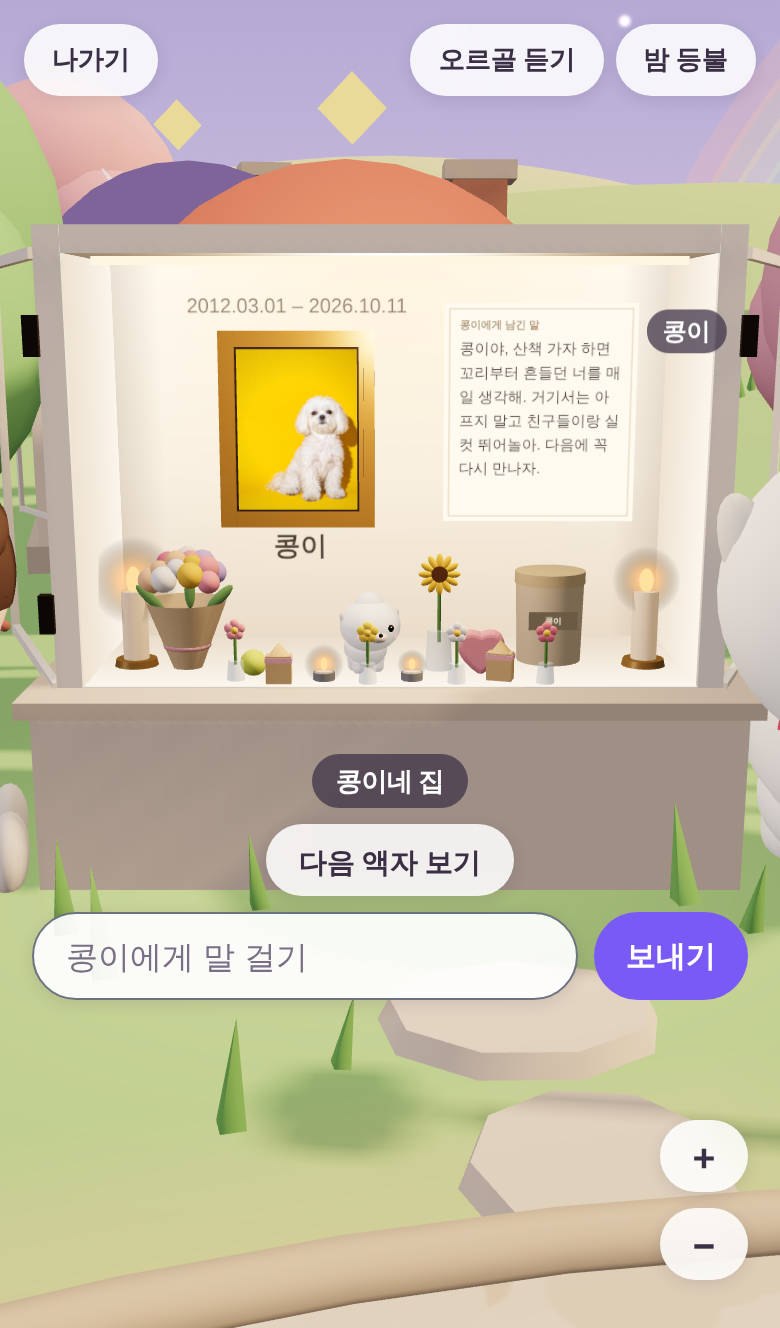 나가기
오르골 듣기
밤 등불
2012.03.01 – 2026.10.11
콩이에게 남긴 말
콩이야, 산책 가자 하면
꼬리부터 흔들던 너를 매
일 생각해. 거기서는 아
프지 말고 친구들이랑 실
컷 뛰어놀아. 다음에 꼭
다시 만나자.
콩이
콩이
콩이
콩이네 집
다음 액자 보기
콩이에게 말 걸기
보내기
+
−